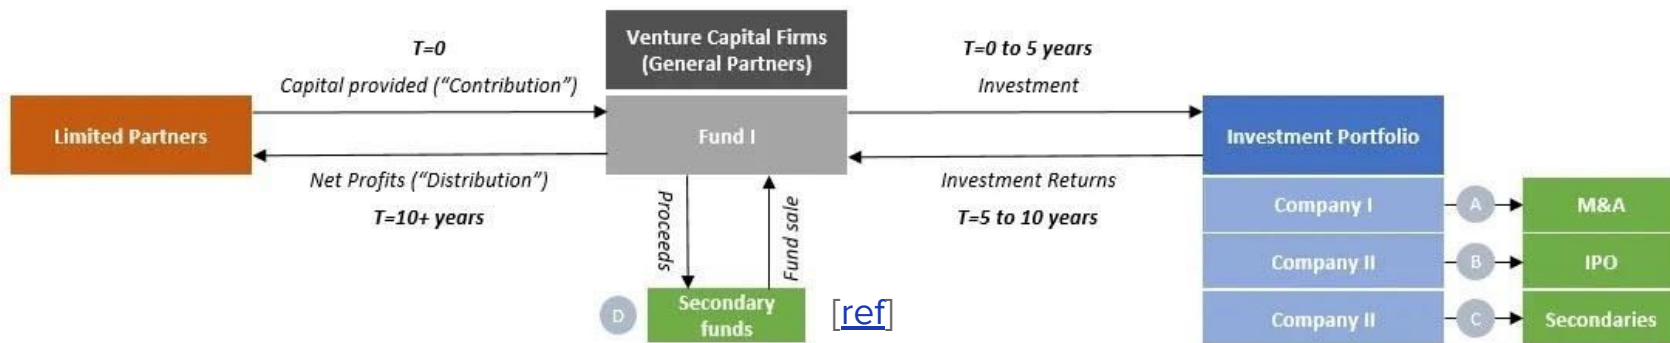 T=0
Capital provided (“Contribution”)
Venture Capital Firms
(General Partners)
T=0 to 5 years
Investment
Limited Partners
Fund I
Investment Portfolio
Net Profits (“Distribution”)
T=10+ years
Proceeds
Fund sale
Investment Returns
T=5 to 10 years
Company I
A
M&A
Company II
B
IPO
Company II
C
Secondaries
D
Secondary
funds
[ref]